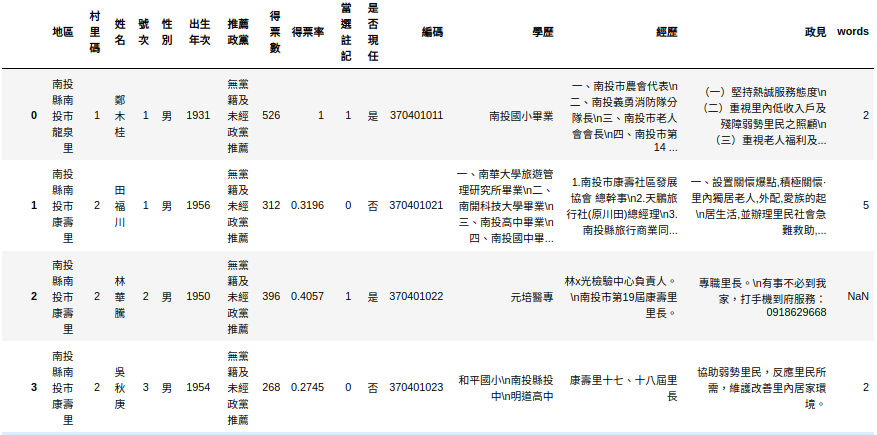 地區 村里碼 姓名 號次 性別 出生年次 推薦政黨 得票數 得票率 當選註記 是否現任 編碼 學歷 經歷 政見 words
0 南投縣南投市龍泉里 1 鄭木桂 1 男 1931 無黨籍及未經政黨推薦 526 1 1 是 370401011 南投國小畢業 一、南投市農會代表\n二、南投義勇消防隊分隊長\n三、南投市老人會會長\n四、南投市第14 ... （一）堅持熱誠服務態度\n（二）重視里內低收入戶及殘障弱勢里民之照顧\n（三）重視老人福利及... 2
1 南投縣南投市康壽里 2 田福川 1 男 1956 無黨籍及未經政黨推薦 312 0.3196 0 否 370401021 一、南華大學旅遊管理研究所畢業\n二、南開科技大學畢業\n三、南投高中畢業\n四、南投國中畢... 1.南投市康壽社區發展協會 總幹事\n2.天鵬旅行社(原川田)總經理\n3.南投縣旅行商業同... 一、設置關懷爆點,積極關懷·里內獨居老人,外配,愛族的起\n居生活,並辦理里民社會急難救助,... 5
2 南投縣南投市康壽里 2 林華騰 2 男 1950 無黨籍及未經政黨推薦 396 0.4057 1 是 370401022 元培醫專 林x光檢驗中心負責人。\n南投市第19屆康壽里里長。 專職里長。\n有事不必到我家，打手機到府服務：0918629668 NaN
3 南投縣南投市康壽里 2 吳秋庚 3 男 1954 無黨籍及未經政黨推薦 268 0.2745 0 否 370401023 和平國小\n南投縣投中\n明道高中 康壽里十七、十八屆里長 協助弱勢里民，反應里民所需，維護改善里內居家環境。 2